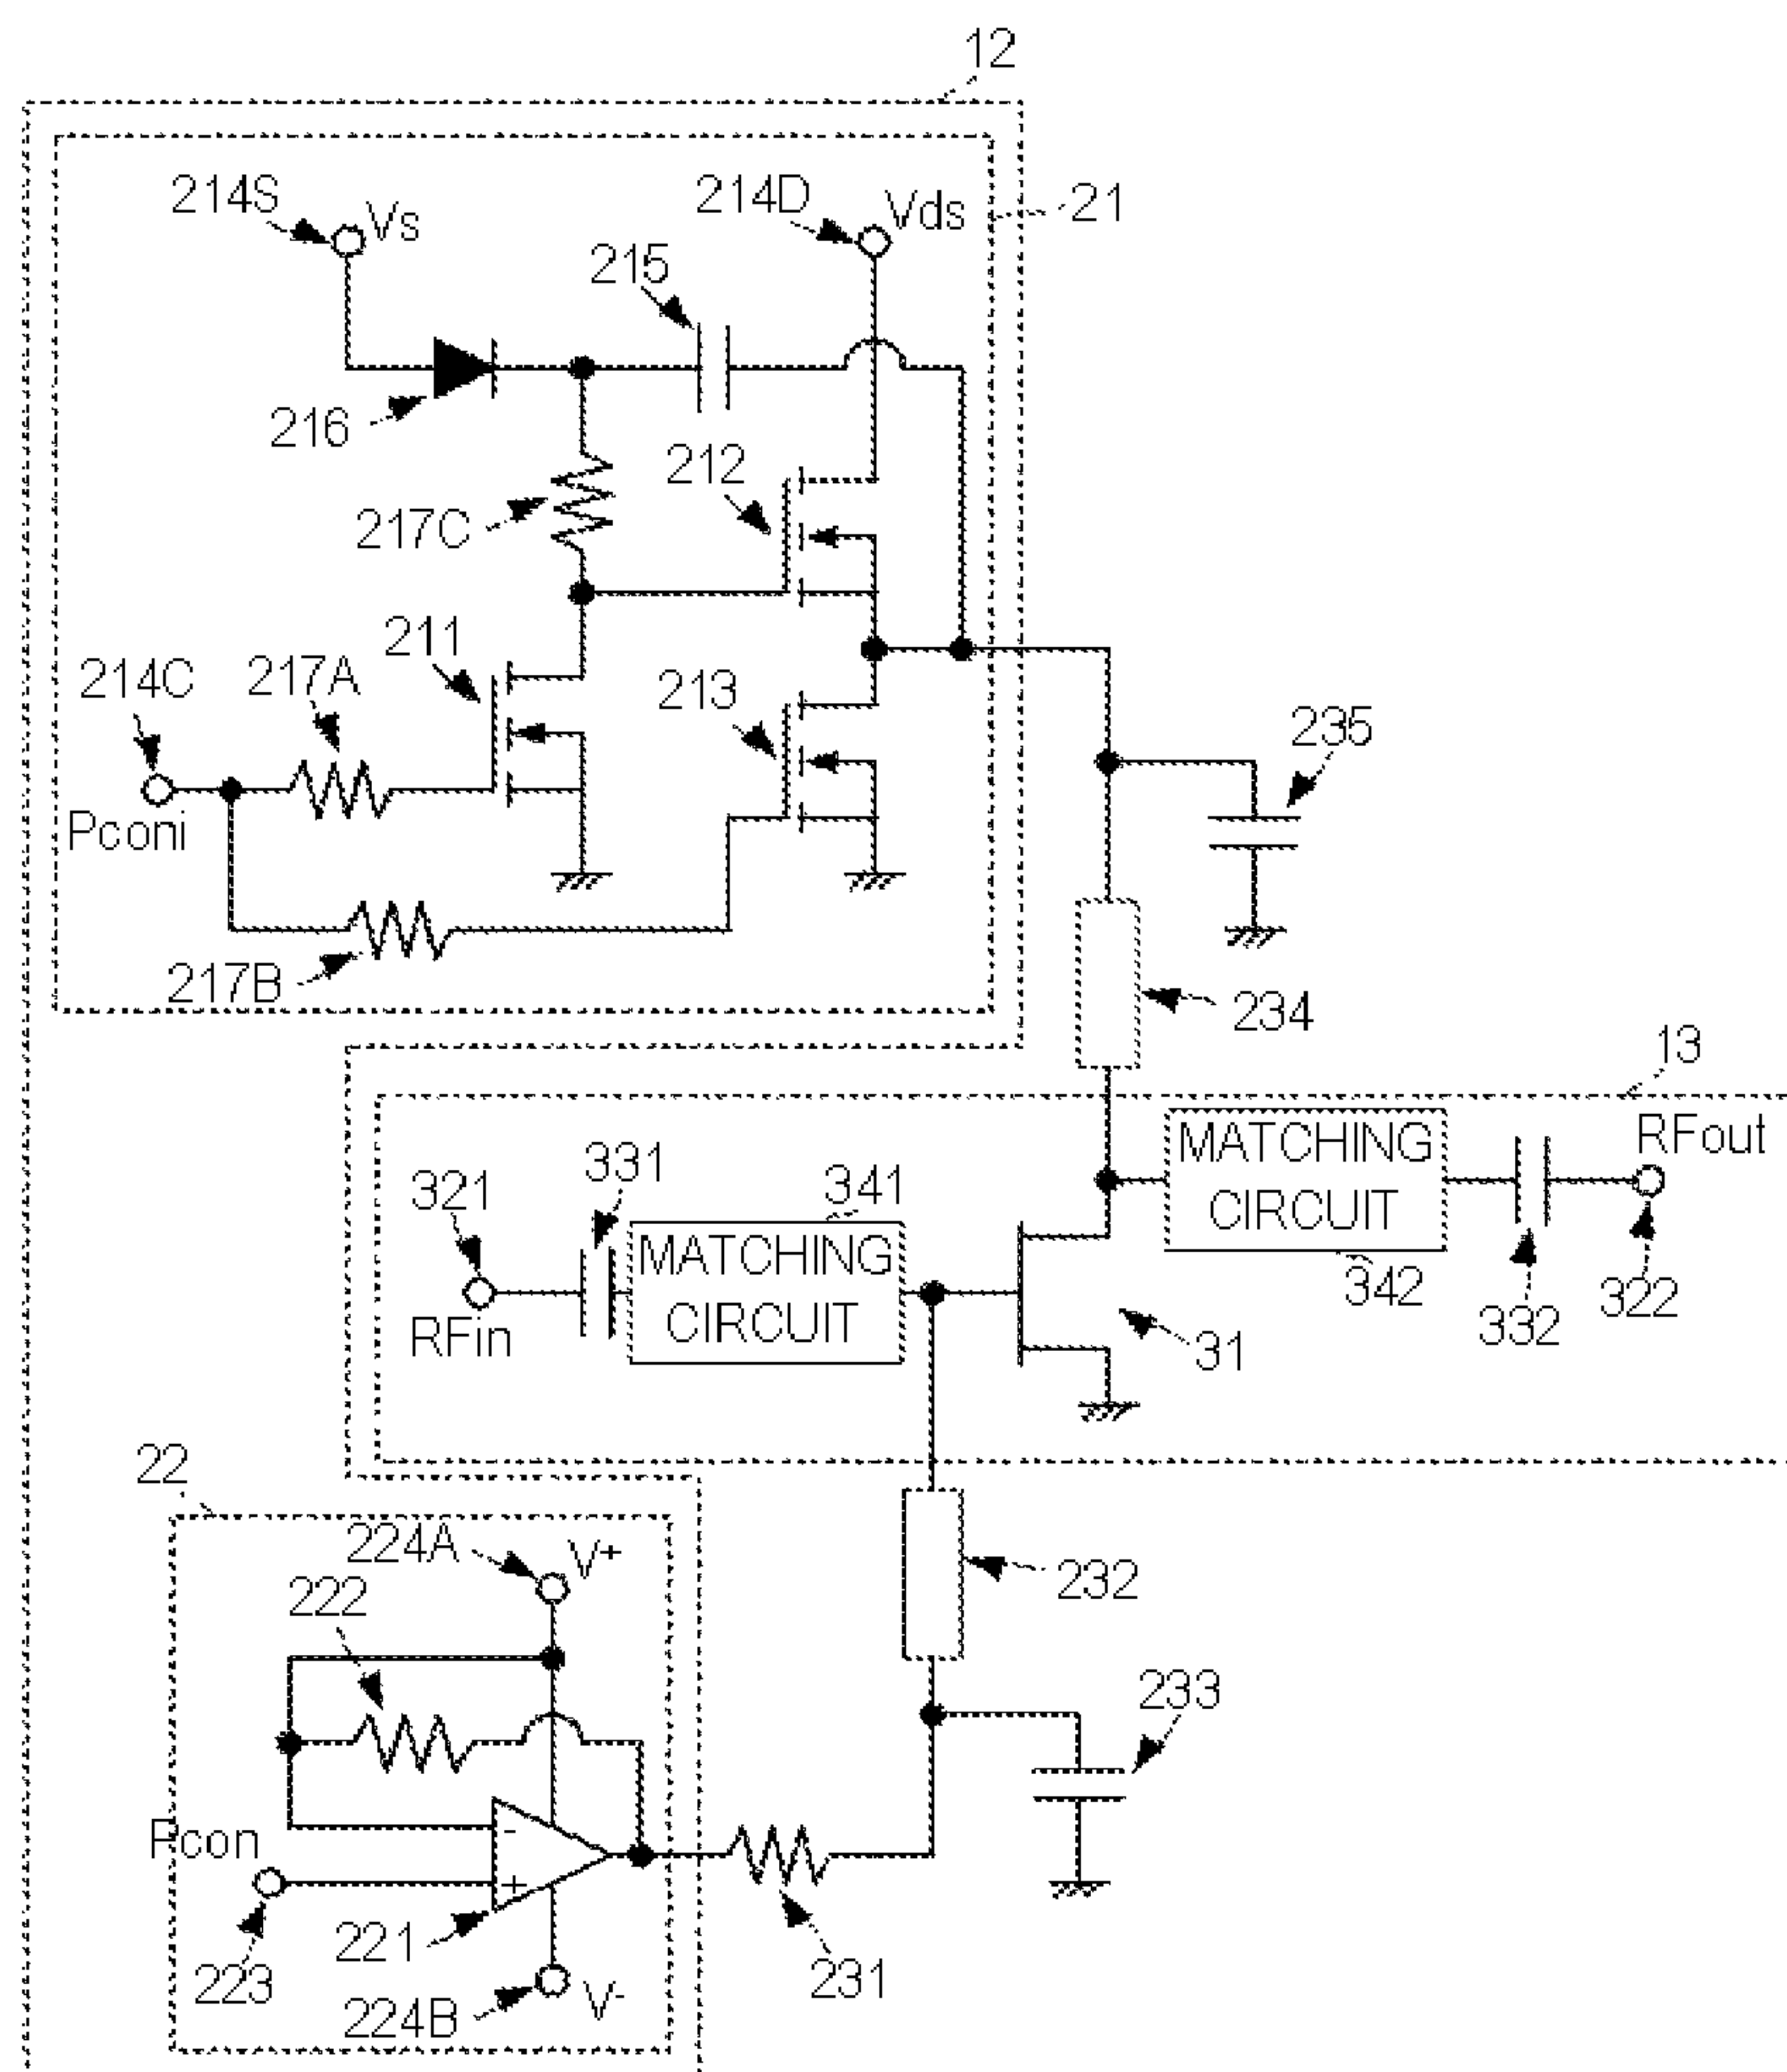 12
214S
Vs
214D
Vds
21
215
216
212
217C
211
217A
214C
213
235
Pconi
217B
234
13
MATCHING
CIRCUIT
RFout
331
341
321
MATCHING
CIRCUIT
RFin
342
332
322
31
22
224A
V+
222
232
233
Pcon
-
+
221
223
V-
224B
231